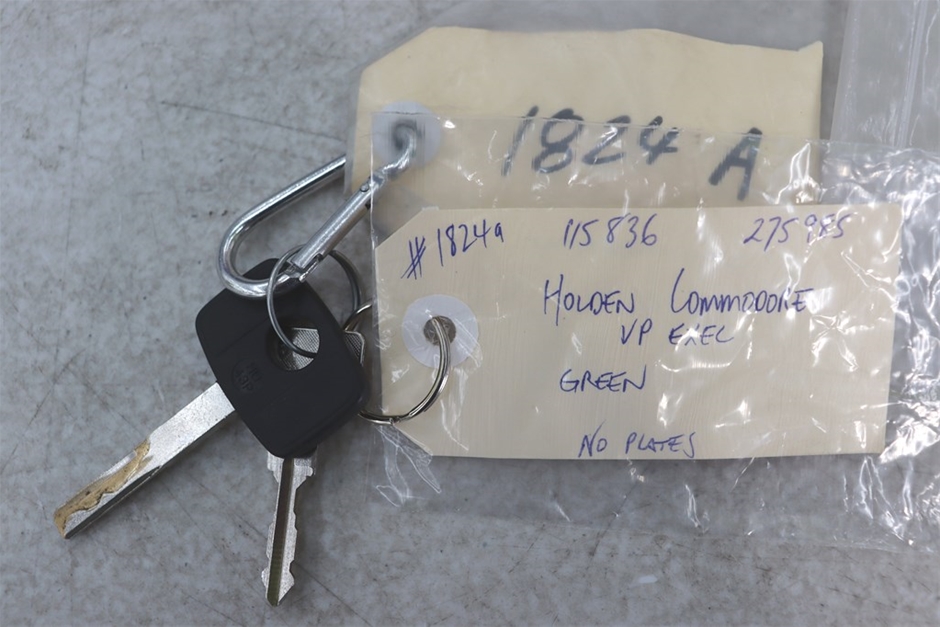 1824 A
#1824a 115836 275985
HOLDEN COMMODORE
VP EXEC
GREEN
NO PLATES